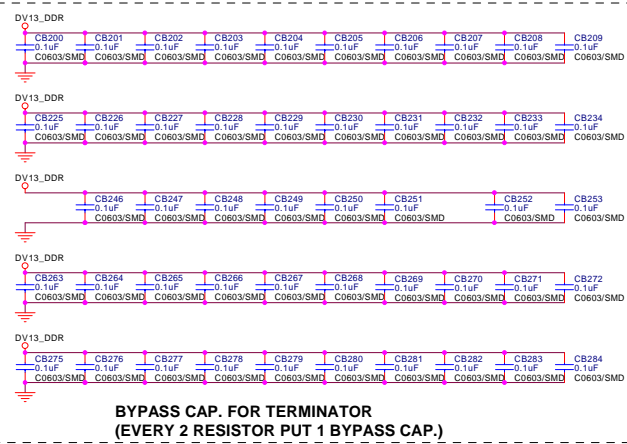 DV13_DDR
CB200 CB201 CB202 CB203 CB204 CB205 CB206 CB207 CB208 CB209
0.1uF 0.1uF 0.1uF 0.1uF 0.1uF 0.1uF 0.1uF 0.1uF 0.1uF 0.1uF
C0603/SMD C0603/SMD C0603/SMD C0603/SMD C0603/SMD C0603/SMD C0603/SMD C0603/SMD C0603/SMD C0603/SMD
DV13_DDR
CB225 CB226 CB227 CB228 CB229 CB230 CB231 CB232 CB233 CB234
0.1uF 0.1uF 0.1uF 0.1uF 0.1uF 0.1uF 0.1uF 0.1uF 0.1uF 0.1uF
C0603/SMD C0603/SMD C0603/SMD C0603/SMD C0603/SMD C0603/SMD C0603/SMD C0603/SMD C0603/SMD C0603/SMD
DV13_DDR
CB246 CB247 CB248 CB249 CB250 CB251 CB252 CB253
0.1uF 0.1uF 0.1uF 0.1uF 0.1uF 0.1uF 0.1uF 0.1uF
C0603/SMD C0603/SMD C0603/SMD C0603/SMD C0603/SMD C0603/SMD C0603/SMD C0603/SMD
DV13_DDR
CB263 CB264 CB265 CB266 CB267 CB268 CB269 CB270 CB271 CB272
0.1uF 0.1uF 0.1uF 0.1uF 0.1uF 0.1uF 0.1uF 0.1uF 0.1uF 0.1uF
C0603/SMD C0603/SMD C0603/SMD C0603/SMD C0603/SMD C0603/SMD C0603/SMD C0603/SMD C0603/SMD C0603/SMD
DV13_DDR
CB275 CB276 CB277 CB278 CB279 CB280 CB281 CB282 CB283 CB284
0.1uF 0.1uF 0.1uF 0.1uF 0.1uF 0.1uF 0.1uF 0.1uF 0.1uF 0.1uF
C0603/SMD C0603/SMD C0603/SMD C0603/SMD C0603/SMD C0603/SMD C0603/SMD C0603/SMD C0603/SMD C0603/SMD
BYPASS CAP. FOR TERMINATOR
(EVERY 2 RESISTOR PUT 1 BYPASS CAP.)